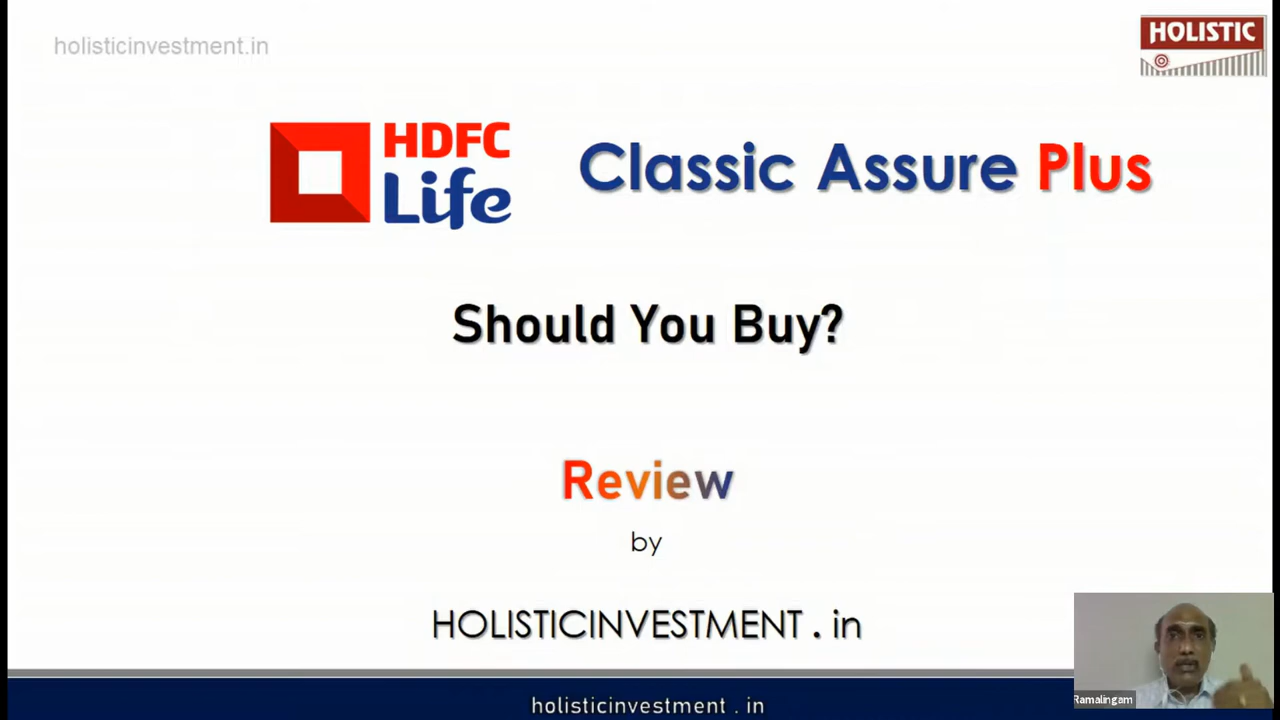 holisticinvestment.in
HOLISTIC
HDFC
Life
Classic Assure Plus
Should You Buy?
Review
by
HOLISTICINVESTMENT . in
Ramalingam
holisticinvestment . in